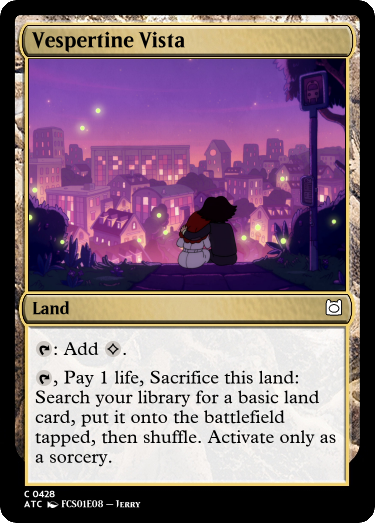 Vespertine Vista
Land
: Add .
, Pay 1 life, Sacrifice this land:
Search your library for a basic land
card, put it onto the battlefield
tapped, then shuffle. Activate only as
a sorcery.
C 0428
ATC FCS01E08 — Jerry